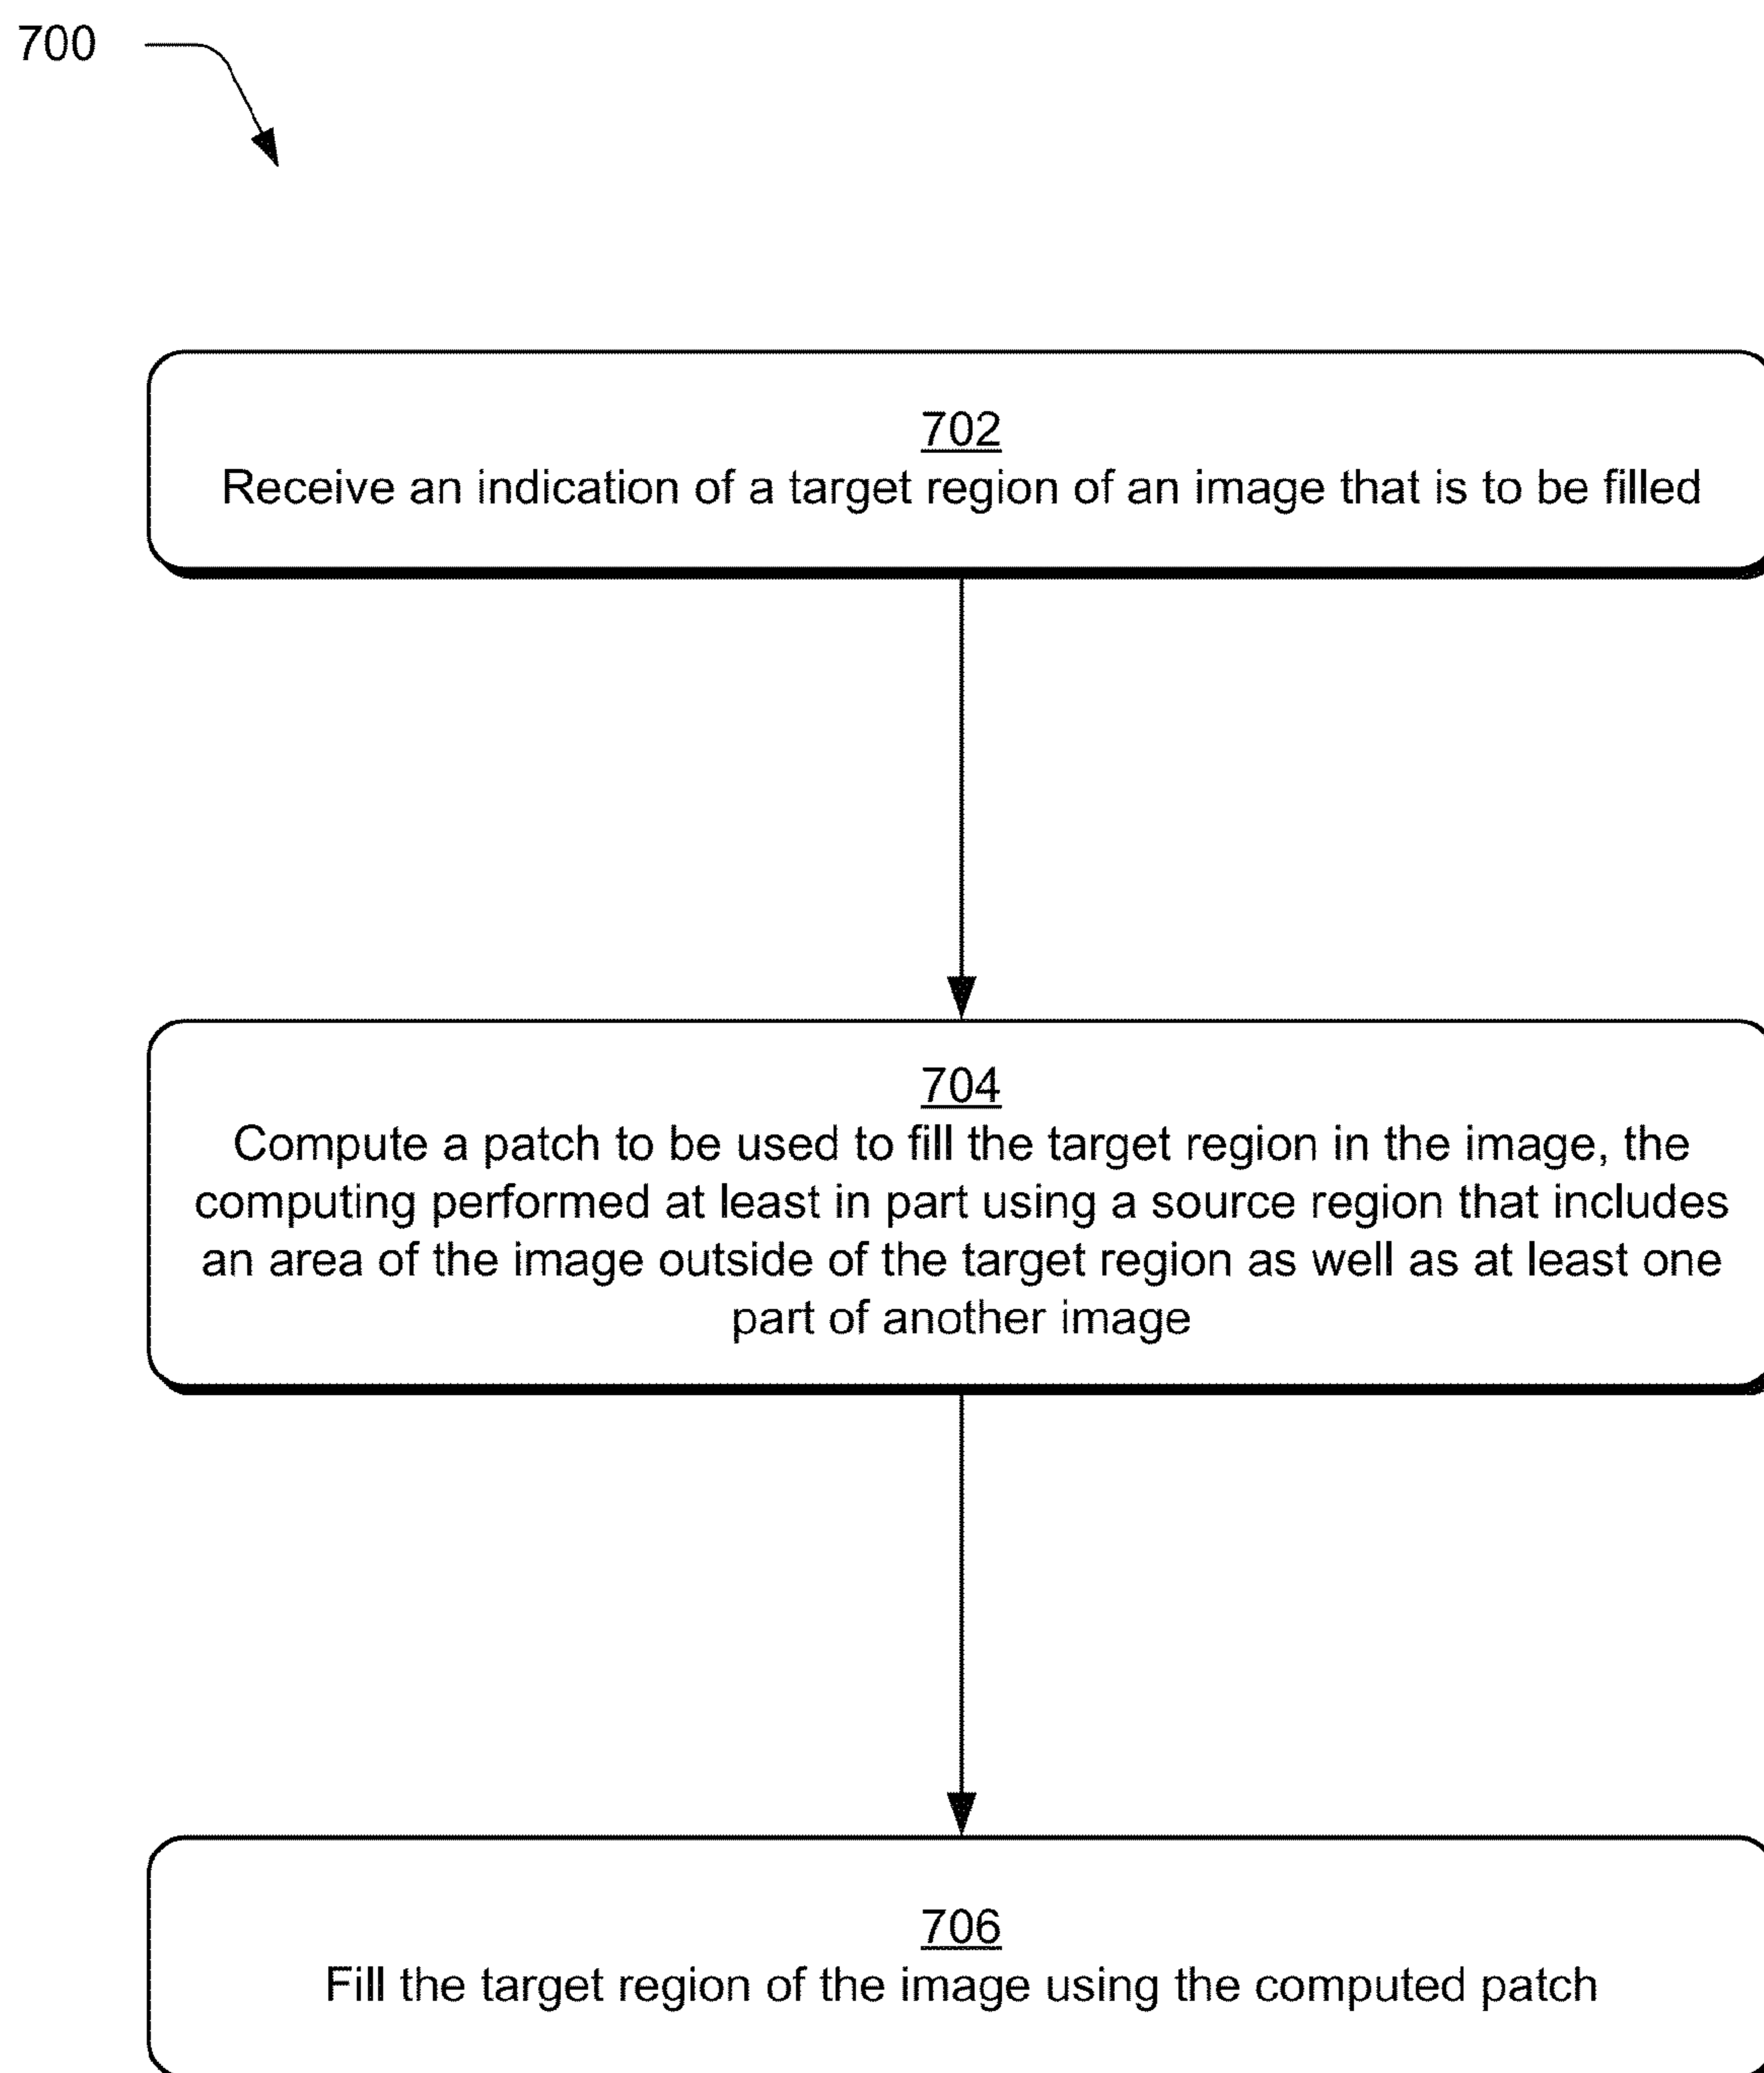 700
702
Receive an indication of a target region of an image that is to be filled
704
Compute a patch to be used to fill the target region in the image, the
computing performed at least in part using a source region that includes
an area of the image outside of the target region as well as at least one
part of another image
706
Fill the target region of the image using the computed patch